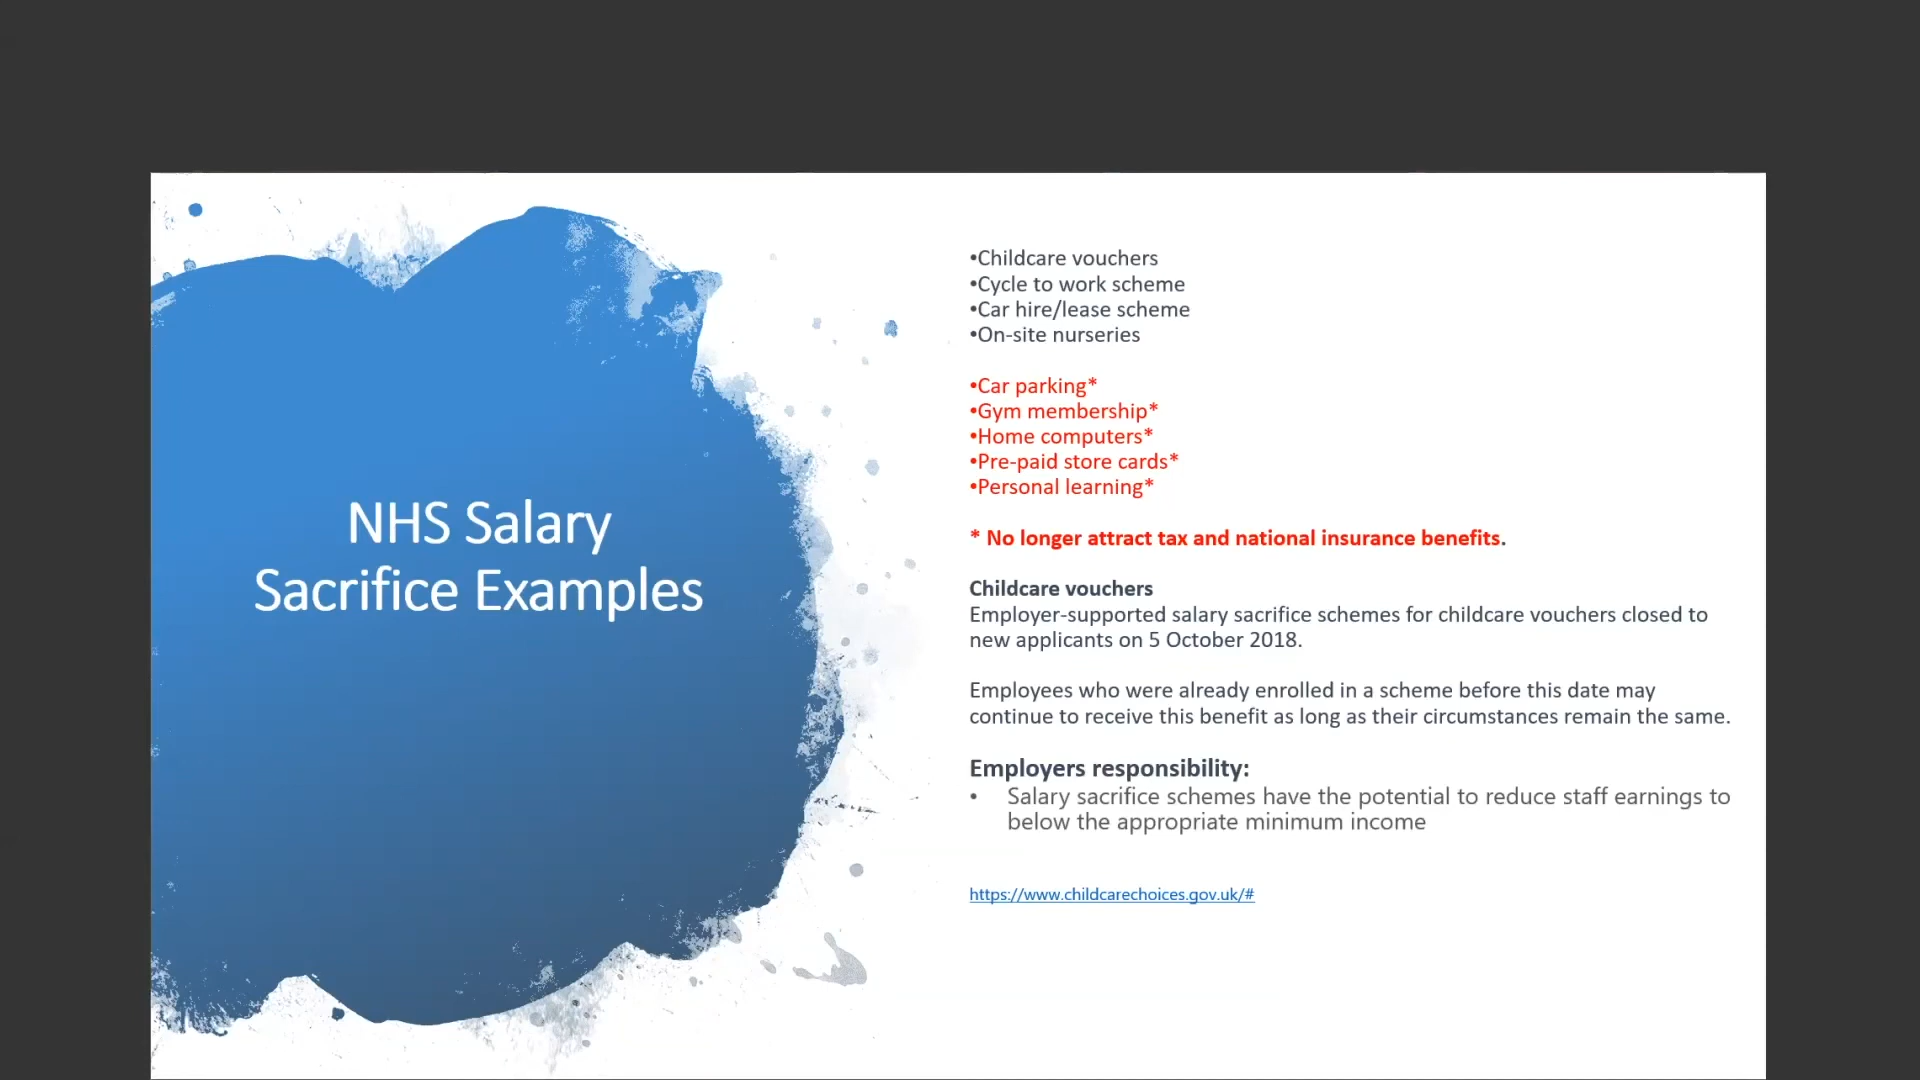 NHS Salary
Sacrifice Examples
•Childcare vouchers
•Cycle to work scheme
•Car hire/lease scheme
•On-site nurseries
•Car parking*
•Gym membership*
•Home computers*
•Pre-paid store cards*
•Personal learning*
* No longer attract tax and national insurance benefits.
Childcare vouchers
Employer-supported salary sacrifice schemes for childcare vouchers closed to
new applicants on 5 October 2018.
Employees who were already enrolled in a scheme before this date may
continue to receive this benefit as long as their circumstances remain the same.
Employers responsibility:
• Salary sacrifice schemes have the potential to reduce staff earnings to
below the appropriate minimum income
https://www.childcarechoices.gov.uk/#